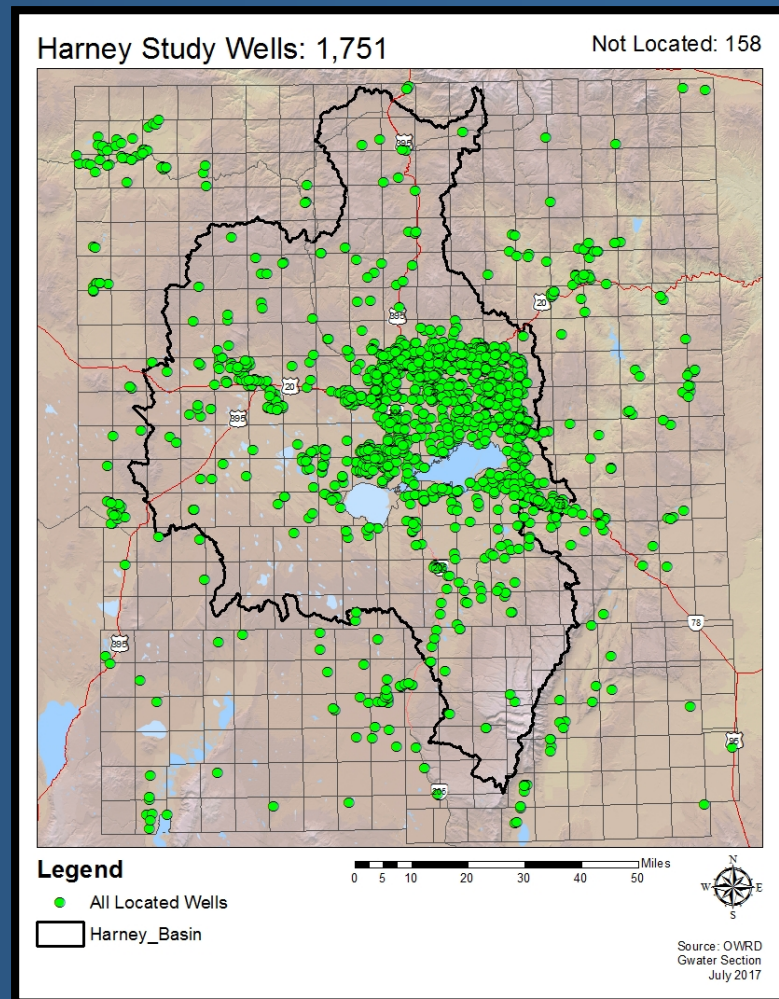 Harney Study Wells: 1,751
Not Located: 158
395
20
395
20
395
78
395
95
205
Legend
All Located Wells
Harney_Basin
Miles
0 5 10 20 30 40 50
N
W E
S
Source: OWRD
Gwater Section
July 2017